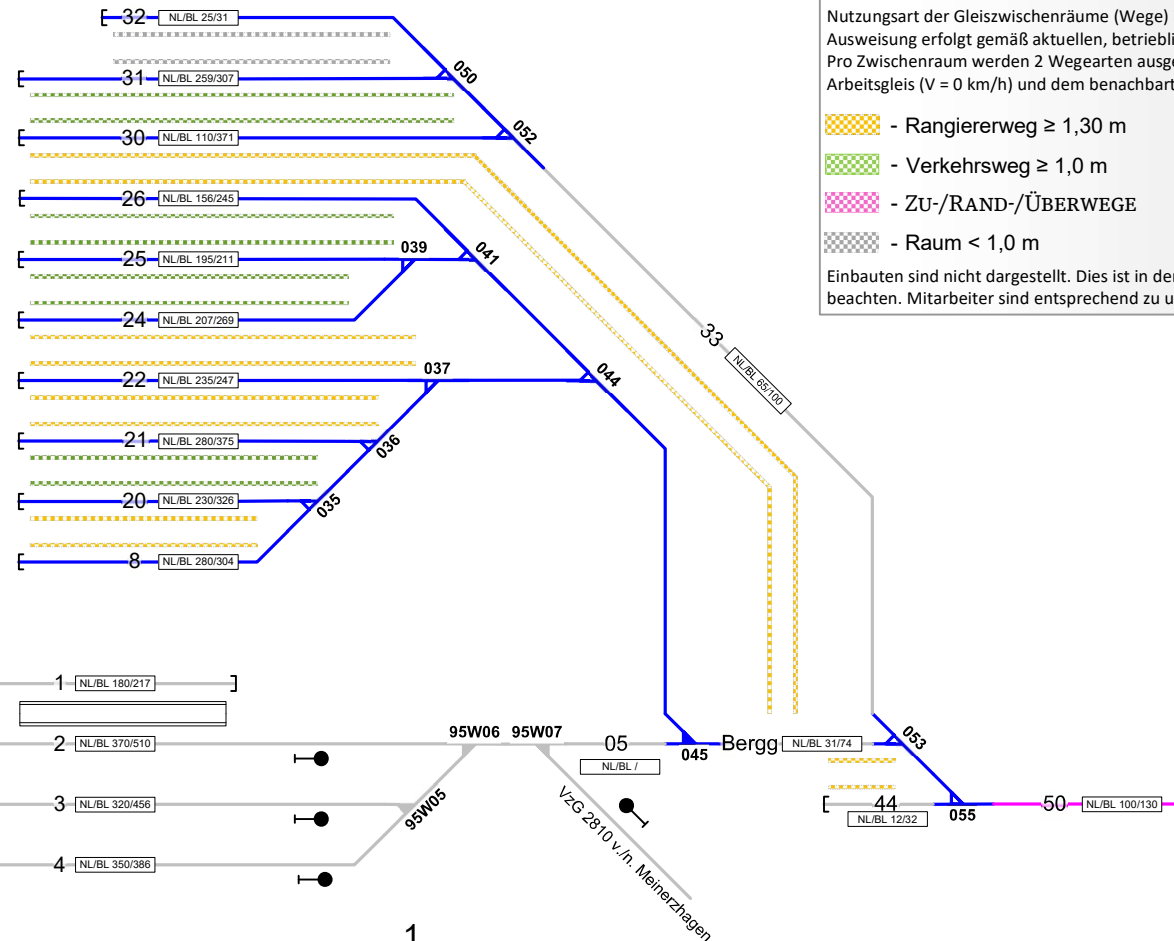 32 NL/BL 25/31
31 NL/BL 259/307
050
30 NL/BL 110/371
052
26 NL/BL 156/245
25 NL/BL 195/211
039
041
24 NL/BL 207/269
22 NL/BL 235/247
037
044
21 NL/BL 280/375
036
20 NL/BL 230/326
035
8 NL/BL 280/304
33 NL/BL 65/100
Nutzungsart der Gleiszwischenräume (Wege)
Ausweisung erfolgt gemäß aktuellen, betriebli
Pro Zwischenraum werden 2 Wegearten ausge
Arbeitsgleis (V = 0 km/h) und dem benachbart
- Rangiererweg ≥ 1,30 m
- Verkehrsweg ≥ 1,0 m
- ZU-/RAND-/ÜBERWEGE
- Raum < 1,0 m
Einbauten sind nicht dargestellt. Dies ist in der
beachten. Mitarbeiter sind entsprechend zu u
1 NL/BL 180/217
2 NL/BL 370/510
95W06 95W07
05
NL/BL /
045
Bergg NL/BL 31/74
053
3 NL/BL 320/456
95W05
VzG 2810 v./n. Meinerzhagen
44
NL/BL 12/32
055
50 NL/BL 100/130
4 NL/BL 350/386
1